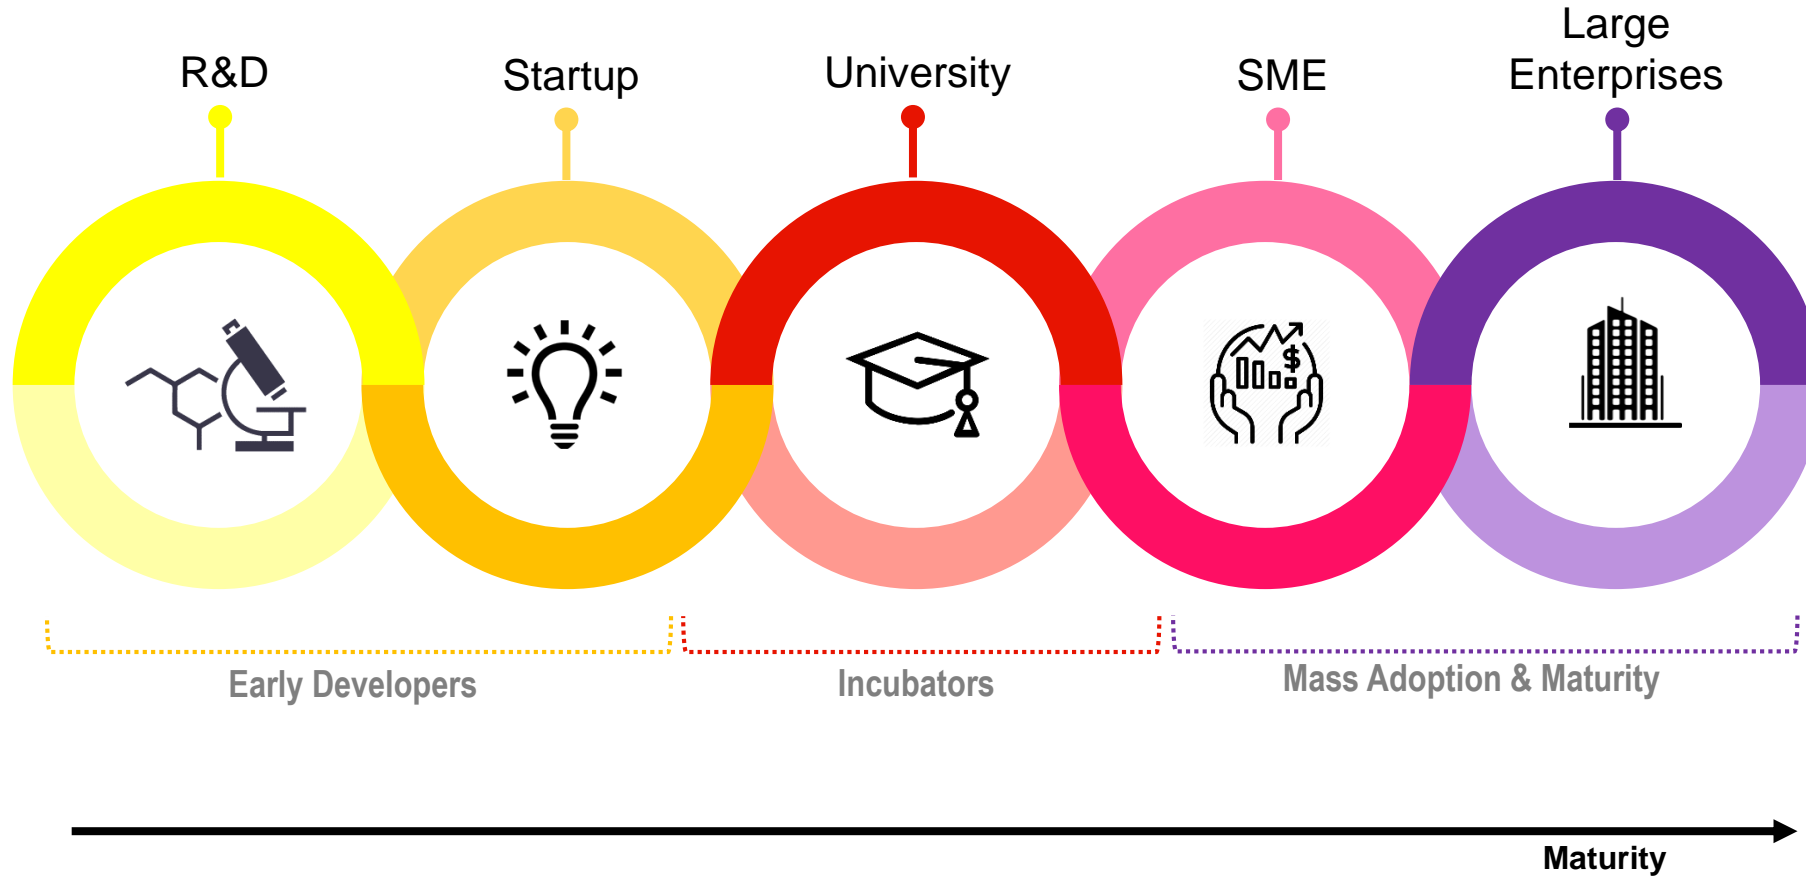 R&D
Startup
University
SME
Large
Enterprises
$
Early Developers
Incubators
Mass Adoption & Maturity
Maturity